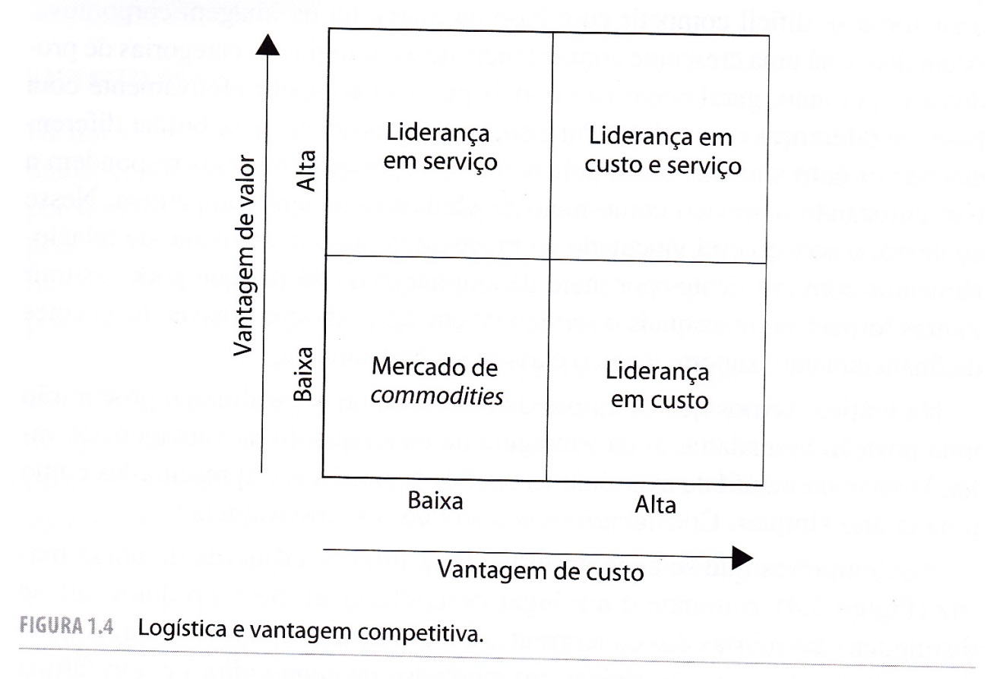 Vantagem de valor
Alta
Baixa
Liderança
em serviço
Liderança em
custo e serviço
Mercado de
commodities
Liderança
em custo
Baixa
Alta
Vantagem de custo
FIGURA 1.4 Logística e vantagem competitiva.